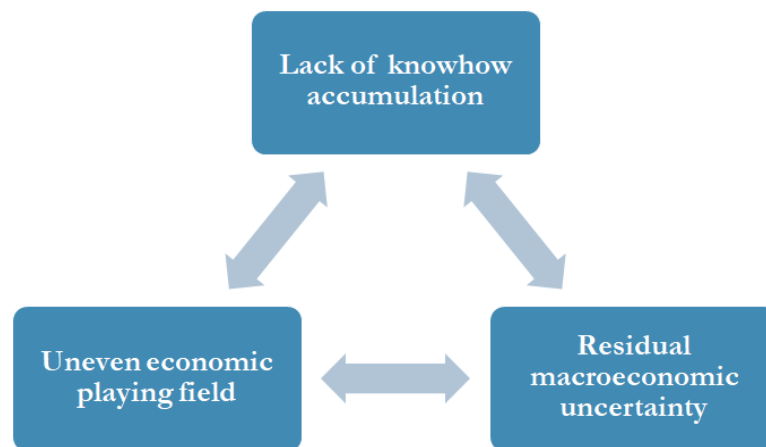 Lack of knowhow
accumulation
Uneven economic
playing field
Residual
macroeconomic
uncertainty